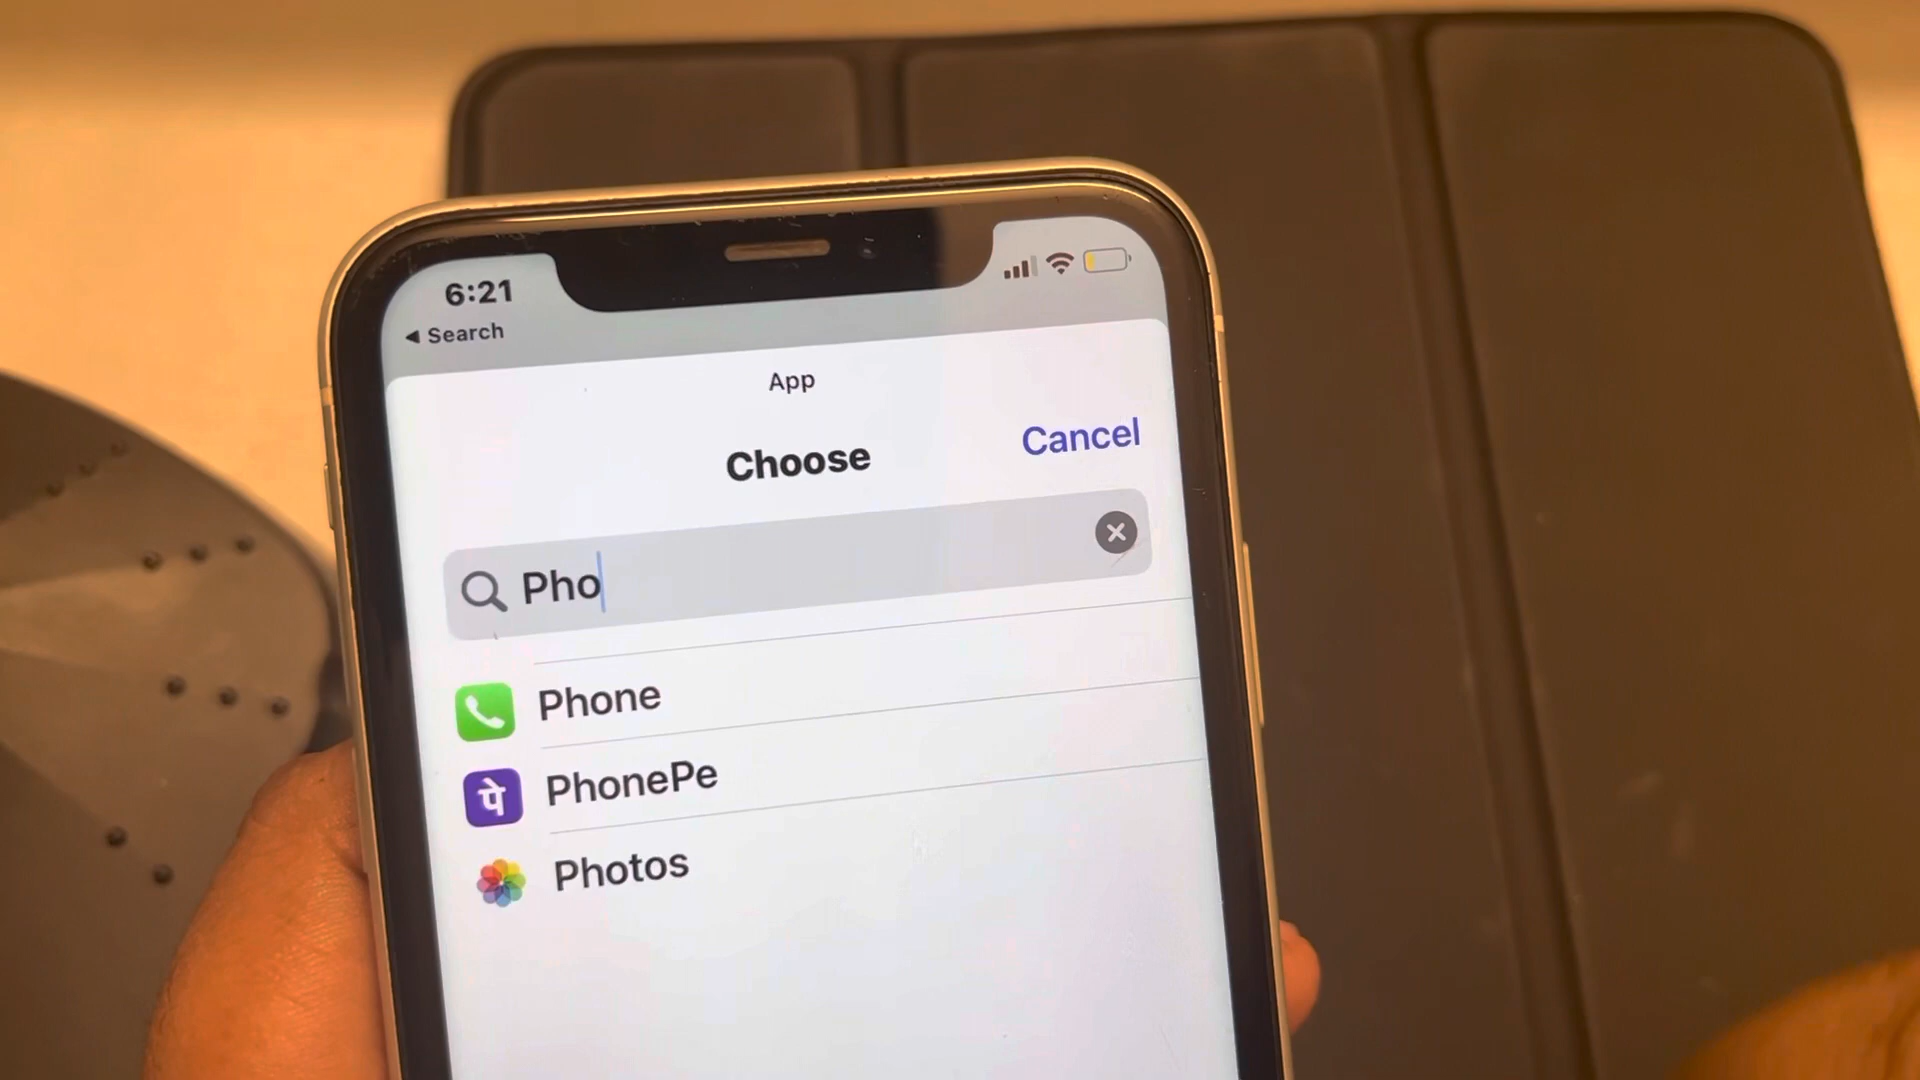 6:21
◀ Search
App
Choose
Cancel
Pho
Phone
पे
PhonePe
Photos